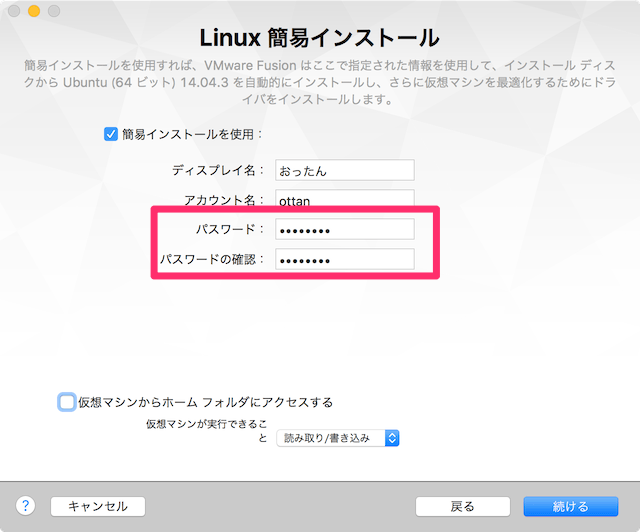 Linux 簡易インストール
簡易インストールを使用すれば、VMware Fusion はここで指定された情報を使用して、インストール ディス
クから Ubuntu (64 ビット) 14.04.3 を自動的にインストールし、さらに仮想マシンを最適化するためにドラ
イバをインストールします。
簡易インストールを使用：
ディスプレイ名： おったん
アカウント名： ottan
パスワード： ••••••••
パスワードの確認： ••••••••
仮想マシンからホーム フォルダにアクセスする
仮想マシンが実行できるこ
と 読み取り/書き込み
? キャンセル 戻る 続ける